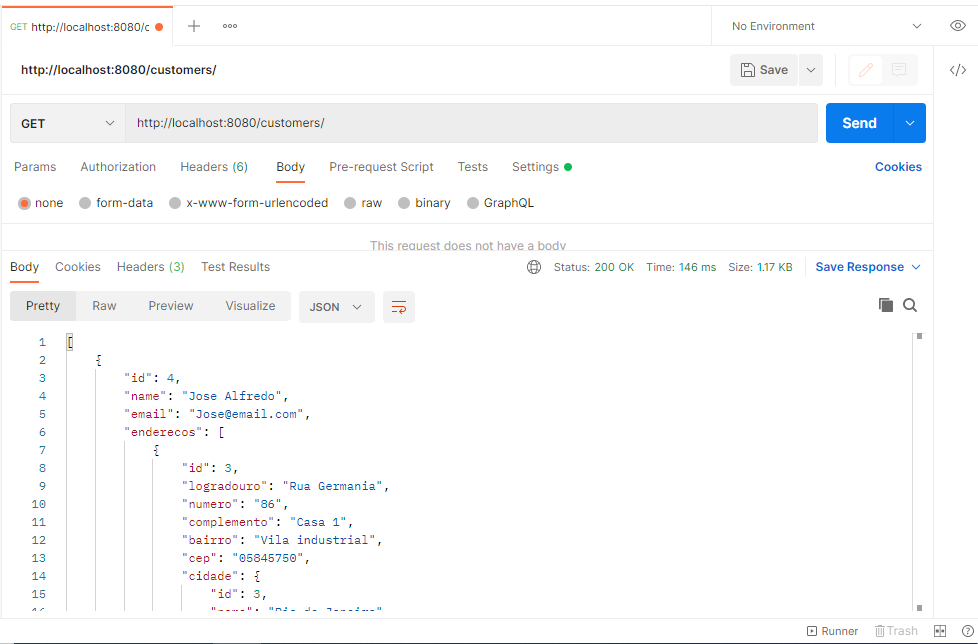 GET http://localhost:8080/c
No Environment
http://localhost:8080/customers/
Save
GET http://localhost:8080/customers/ Send
Params Authorization Headers (6) Body Pre-request Script Tests Settings Cookies
none form-data x-www-form-urlencoded raw binary GraphQL
This request does not have a body
Body Cookies Headers (3) Test Results Status: 200 OK Time: 146 ms Size: 1.17 KB Save Response
Pretty Raw Preview Visualize JSON
1 [
2 {
3 "id": 4,
4 "name": "Jose Alfredo",
5 "email": "Jose@email.com",
6 "enderecos": [
7 {
8 "id": 3,
9 "logradouro": "Rua Germania",
10 "numero": "86",
11 "complemento": "Casa 1",
12 "bairro": "Vila industrial",
13 "cep": "05845750",
14 "cidade": {
15 "id": 3,
16 "name": "Rio de Janeiro"
Runner Trash